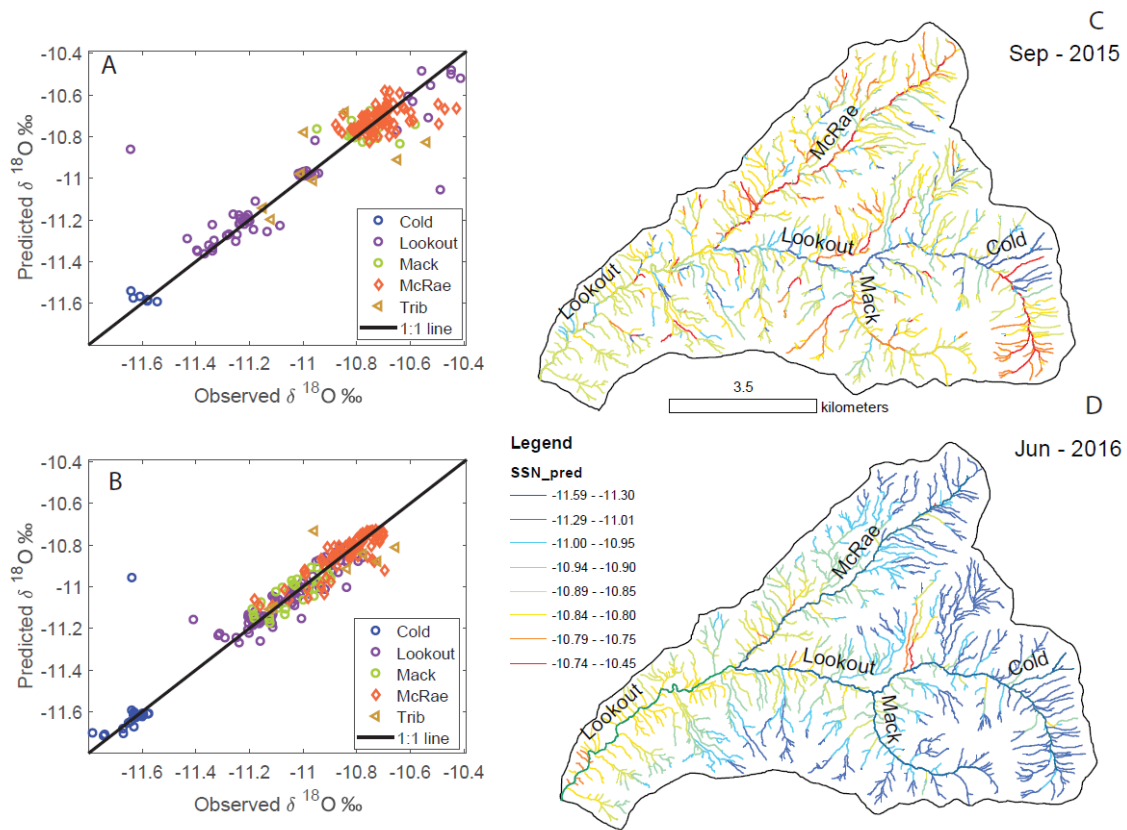 A
Predicted δ 18O ‰
-10.4
-10.6
-10.8
-11
-11.2
-11.4
-11.6
-11.6 -11.4 -11.2 -11 -10.8 -10.6 -10.4
Observed δ 18O ‰
Cold
Lookout
Mack
McRae
Trib
1:1 line
C
Sep - 2015
McRae
Lookout
Cold
Lookout
Mack
3.5
kilometers
B
Predicted δ 18O ‰
-10.4
-10.6
-10.8
-11
-11.2
-11.4
-11.6
-11.6 -11.4 -11.2 -11 -10.8 -10.6 -10.4
Observed δ 18O ‰
Cold
Lookout
Mack
McRae
Trib
1:1 line
D
Jun - 2016
Legend
SSN_pred
-11.59 - -11.30
-11.29 - -11.01
-11.00 - -10.95
-10.94 - -10.90
-10.89 - -10.85
-10.84 - -10.80
-10.79 - -10.75
-10.74 - -10.45
McRae
Lookout
Cold
Lookout
Mack